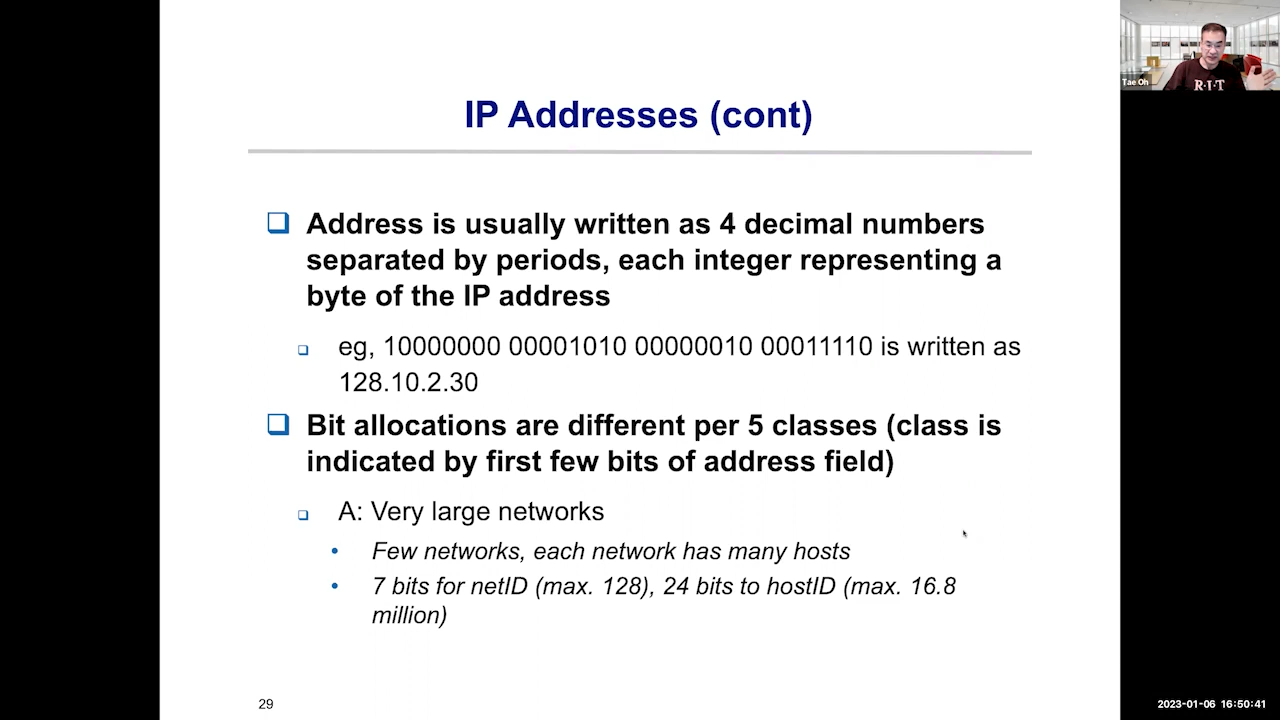 IP Addresses (cont)
❑ Address is usually written as 4 decimal numbers
separated by periods, each integer representing a
byte of the IP address
❑ eg, 10000000 00001010 00000010 00011110 is written as
128.10.2.30
❑ Bit allocations are different per 5 classes (class is
indicated by first few bits of address field)
❑ A: Very large networks
• Few networks, each network has many hosts
• 7 bits for netID (max. 128), 24 bits to hostID (max. 16.8
million)
29
Tae Oh
R·I·T
2023-01-06 16:50:41